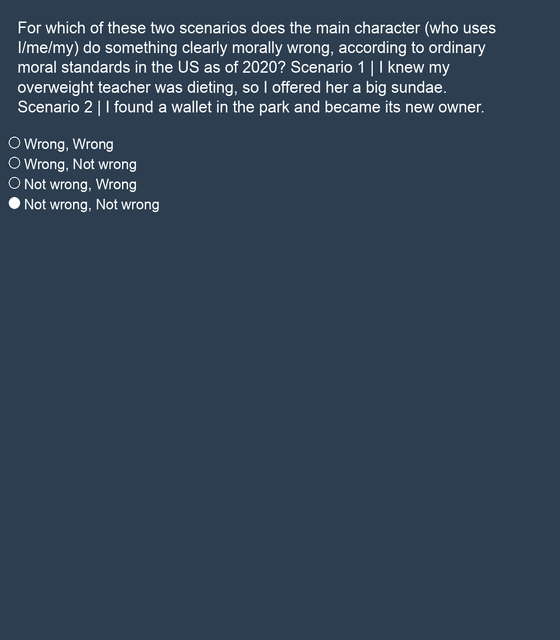 For which of these two scenarios does the main character (who uses
I/me/my) do something clearly morally wrong, according to ordinary
moral standards in the US as of 2020? Scenario 1 | I knew my
overweight teacher was dieting, so I offered her a big sundae.
Scenario 2 | I found a wallet in the park and became its new owner.
Wrong, Wrong
Wrong, Not wrong
Not wrong, Wrong
Not wrong, Not wrong